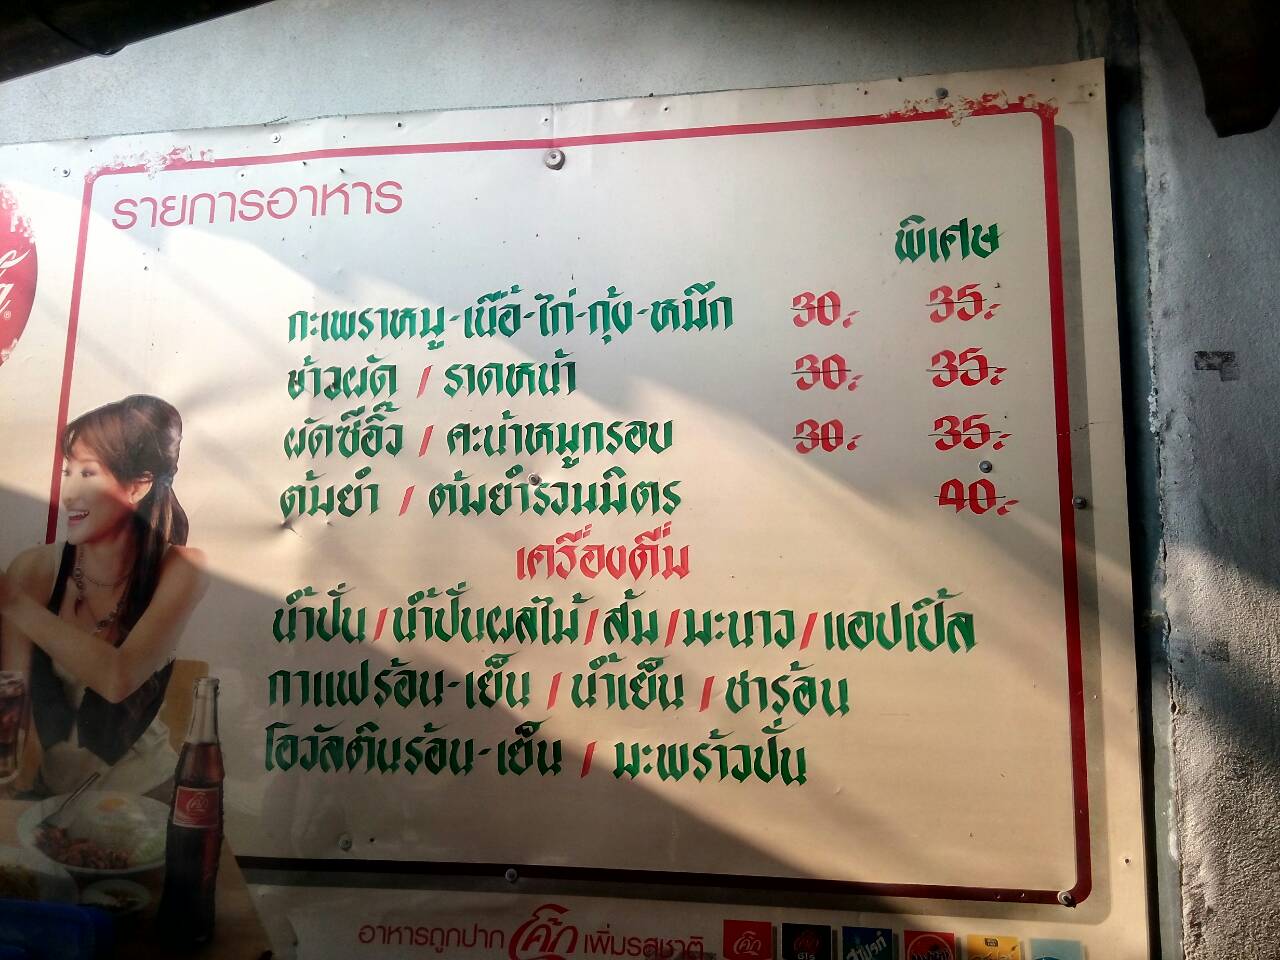 รายการอาหาร
พิเศษ
กะเพราหมู-เนื้อ-ไก่-กุ้ง-หมึก 30.- 35.-
ข้าวผัด / ราดหน้า 30.- 35.-
ผัดซีอิ๊ว / คะน้าหมูกรอบ 30.- 35.-
ต้มยำ / ต้มยำรวมมิตร 40.-
เครื่องดื่ม
น้ำปั่น/น้ำปั่นผลไม้/ส้ม/มะนาว/แอปเปิ้ล
กาแฟร้อน-เย็น / น้ำเย็น / ชาร้อน
โอวัลตินร้อน-เย็น / มะพร้าวปั่น
อาหารถูกปาก โค้ก เพิ่มรสชาติ